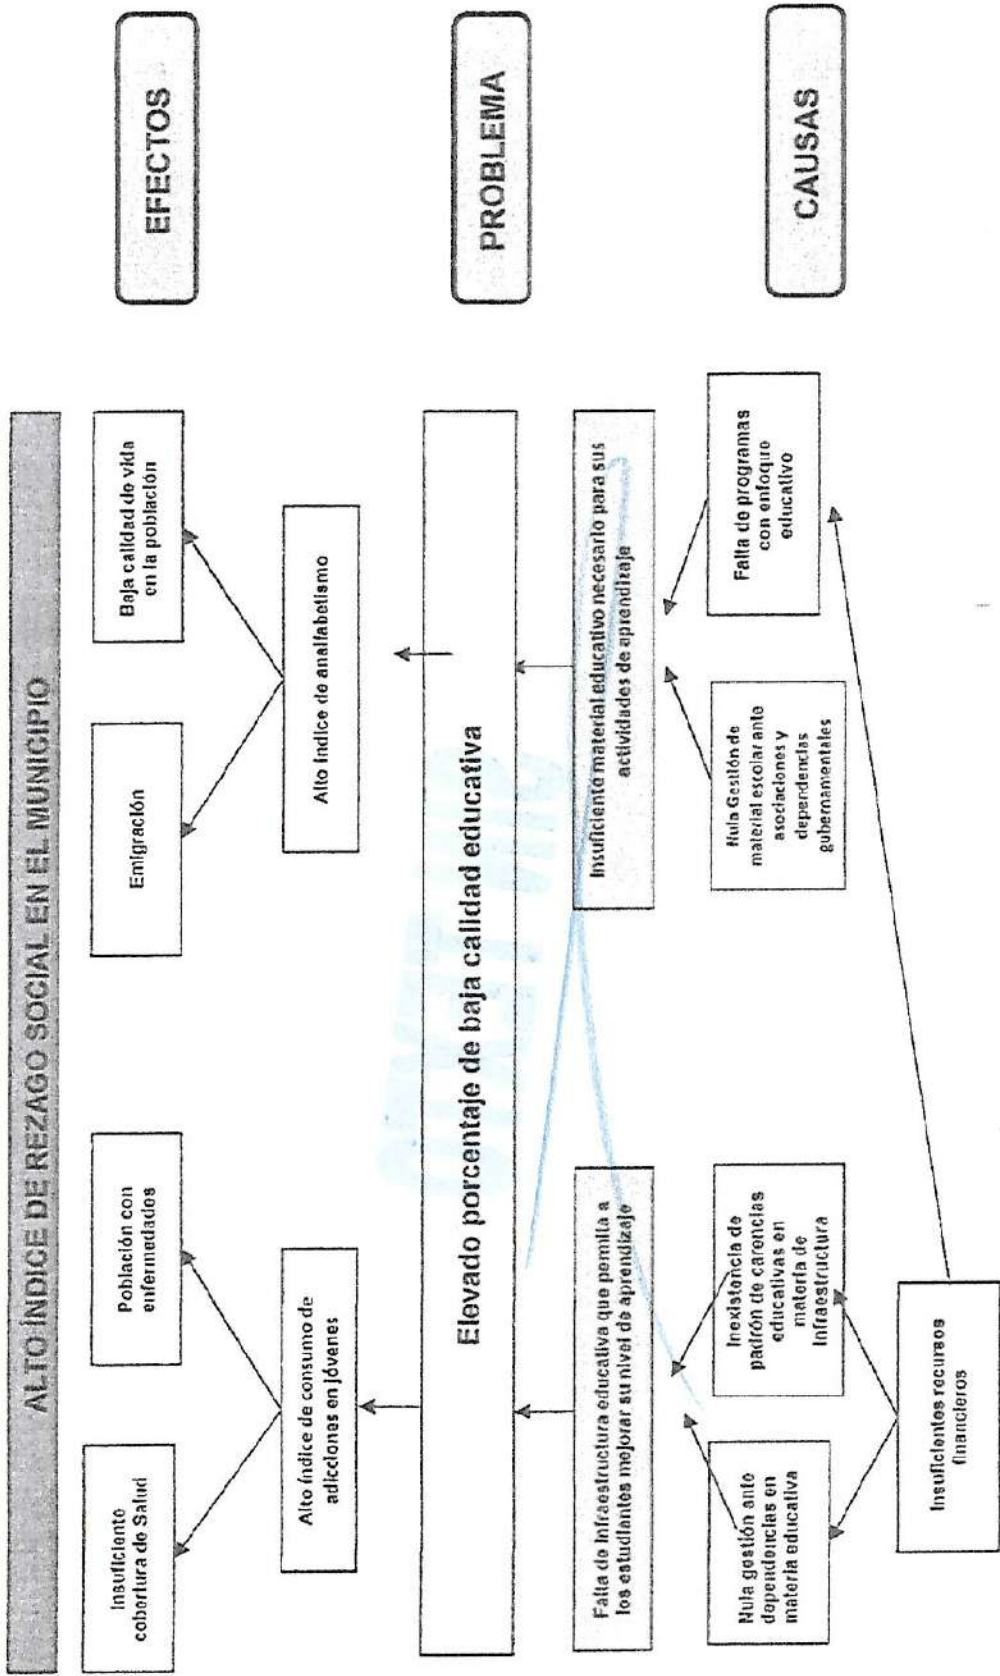 ALTO ÍNDICE DE REZAGO SOCIAL EN EL MUNICIPIO
EFECTOS
Insuficiente
cobertura de Salud
Población con
enfermedades
Emigración
Baja calidad de vida
en la población
Alto índice de consumo de
adicciones en jóvenes
Alto índice de analfabetismo
PROBLEMA
Elevado porcentaje de baja calidad educativa
CAUSAS
Falta de Infraestructura educativa que permita a
los estudiantes mejorar su nivel de aprendizaje
Insuficiente material educativo necesario para sus
actividades de aprendizaje
Nula gestión ante
dependencias en
materia educativa
Inexistencia de
padrón de carencias
educativas en
materia de
Infraestructura
Nula Gestión de
material escolar ante
asociaciones y
dependencias
gubernamentales
Falta de programas
con enfoque
educativo
Insuficientes recursos
financieros